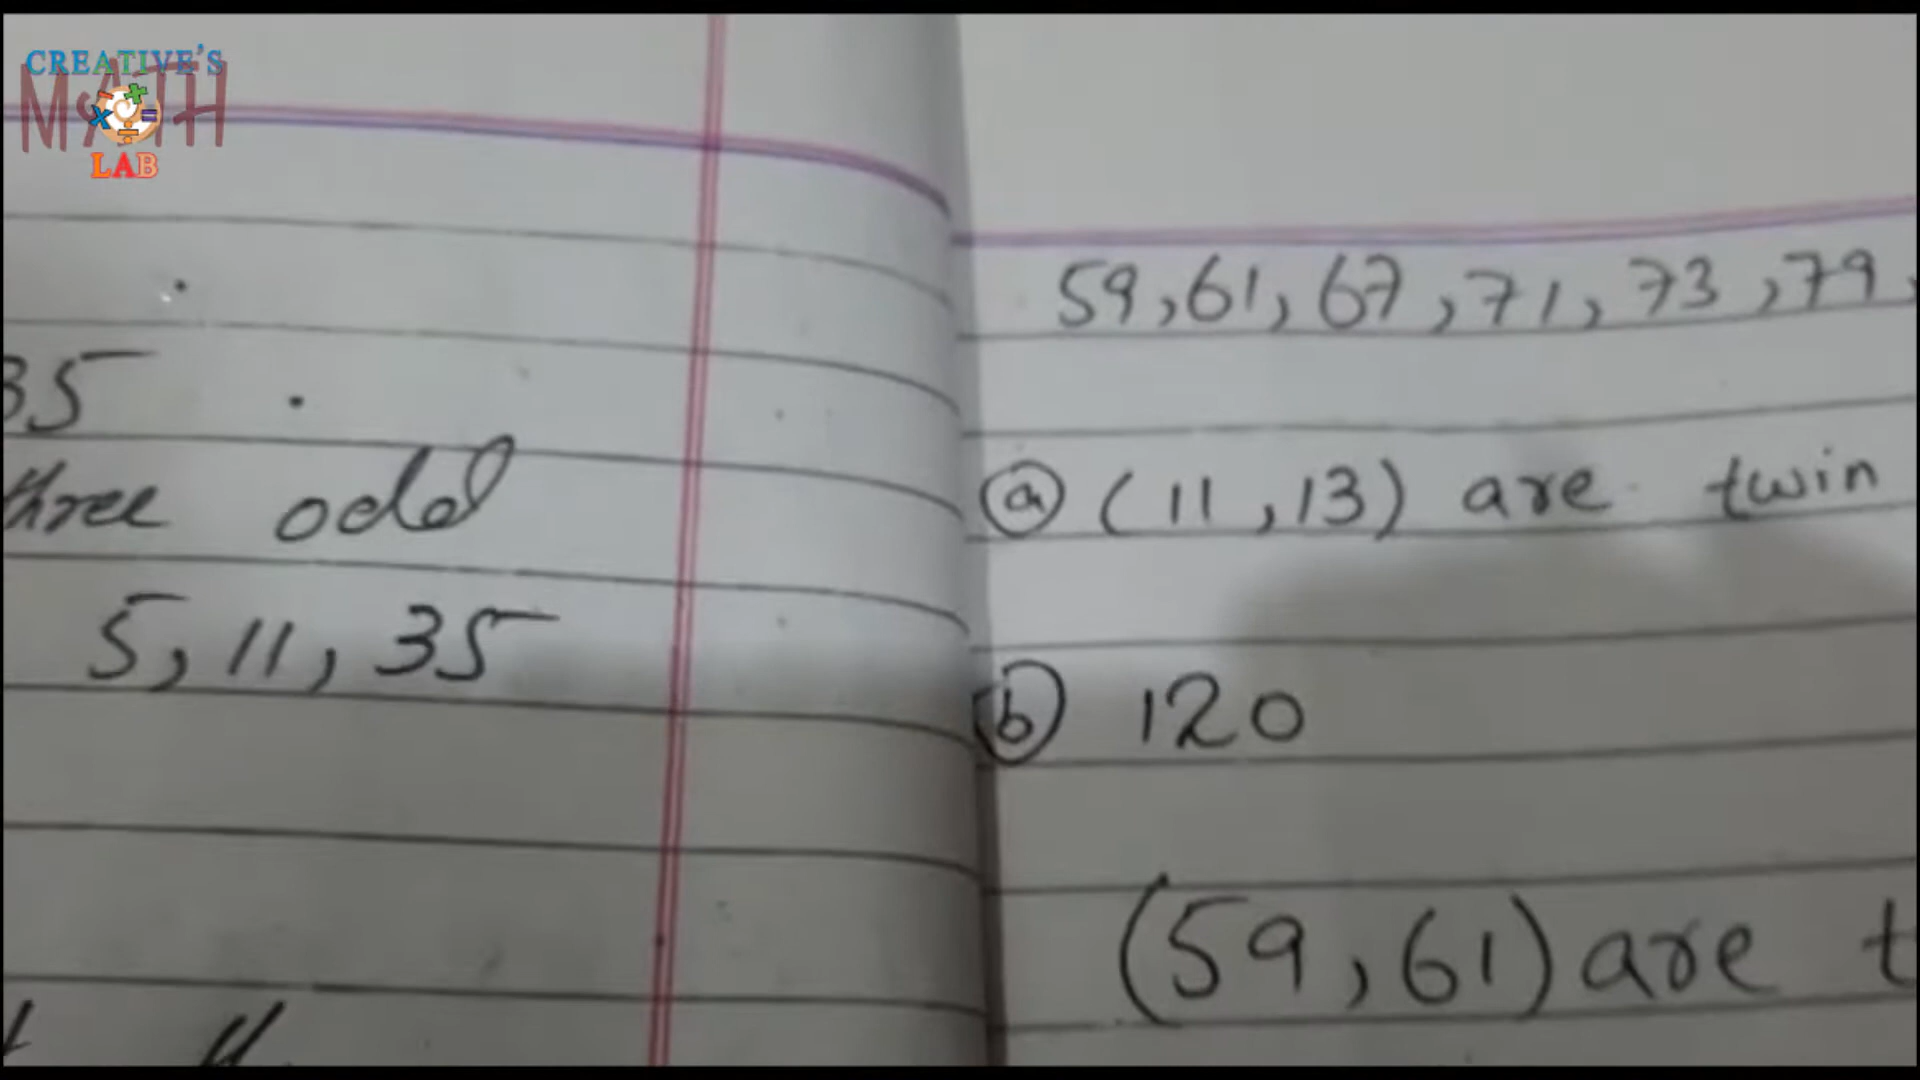 CREATIVE'S
MATH
LAB
35
three odd
5, 11, 35
59, 61, 67, 71, 73, 79,
(a) (11, 13) are twin
(b) 120
(59, 61) are t